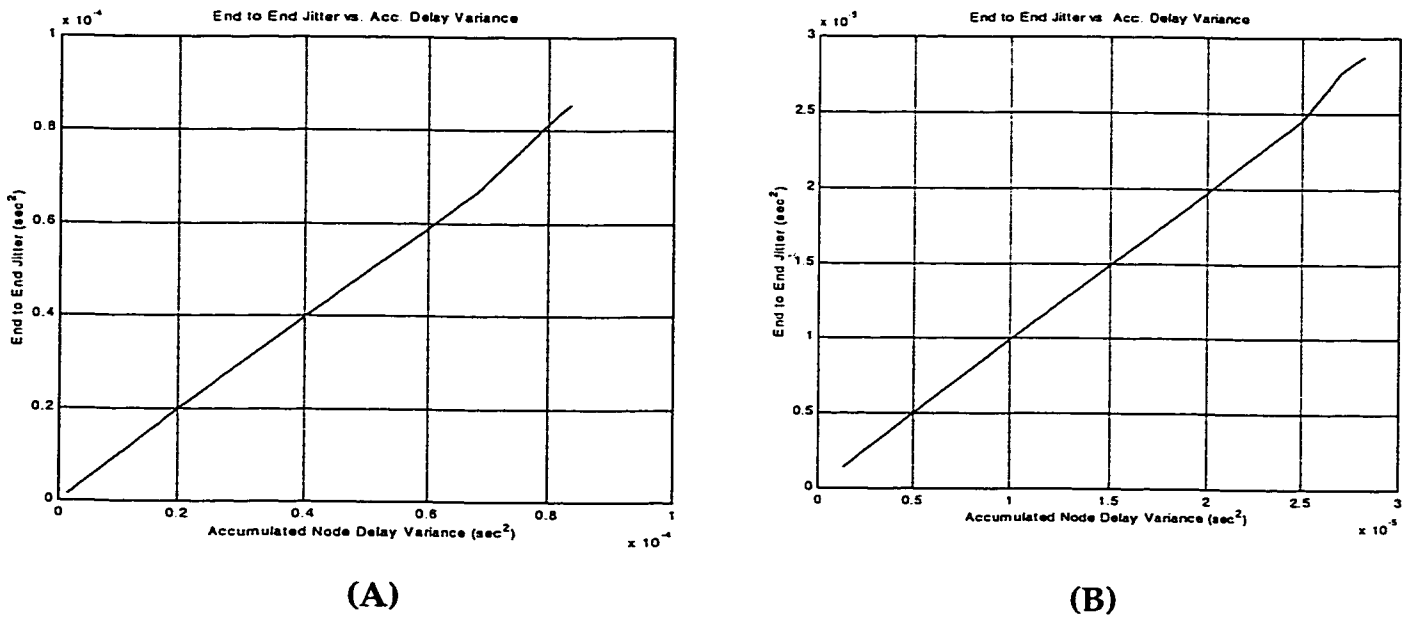 x 10⁻⁴
End to End Jitter vs. Acc. Delay Variance
1
0.8
0.6
0.4
0.2
0
End to End Jitter (sec²)
0
0.2
0.4
0.6
0.8
1
Accumulated Node Delay Variance (sec²)
x 10⁻⁴
(A)
x 10⁻⁵
End to End Jitter vs Acc. Delay Variance
3
2.5
2
1.5
1
0.5
0
End to End Jitter (sec²)
0
0.5
1
1.5
2
2.5
3
Accumulated Node Delay Variance (sec²)
x 10⁻⁵
(B)